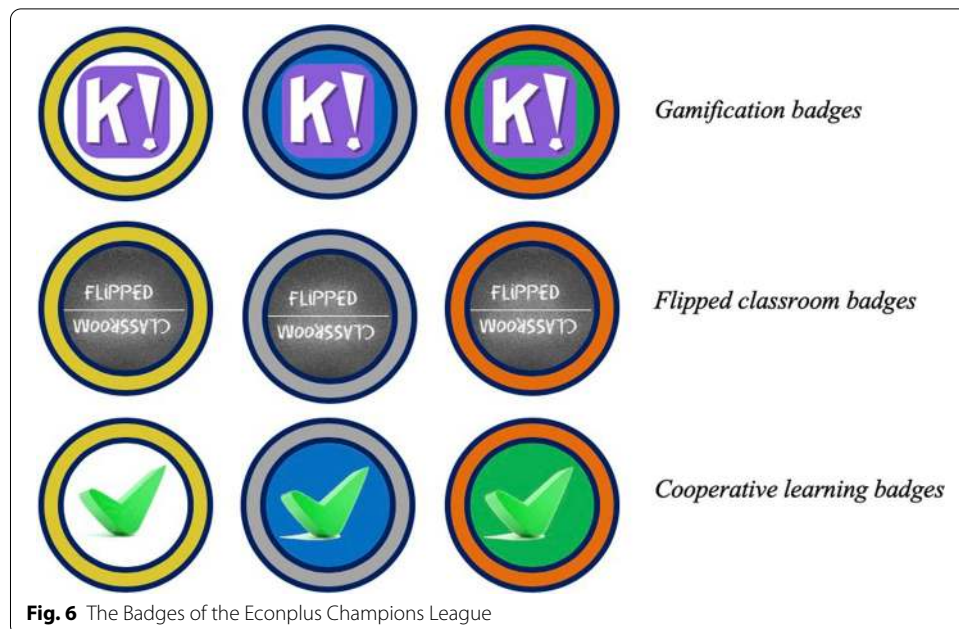 K! K! K! Gamification badges
FLiPPED FLiPPED FLiPPED
CLASSROOM CLASSROOM CLASSROOM
Flipped classroom badges
Cooperative learning badges
Fig. 6 The Badges of the Econplus Champions League